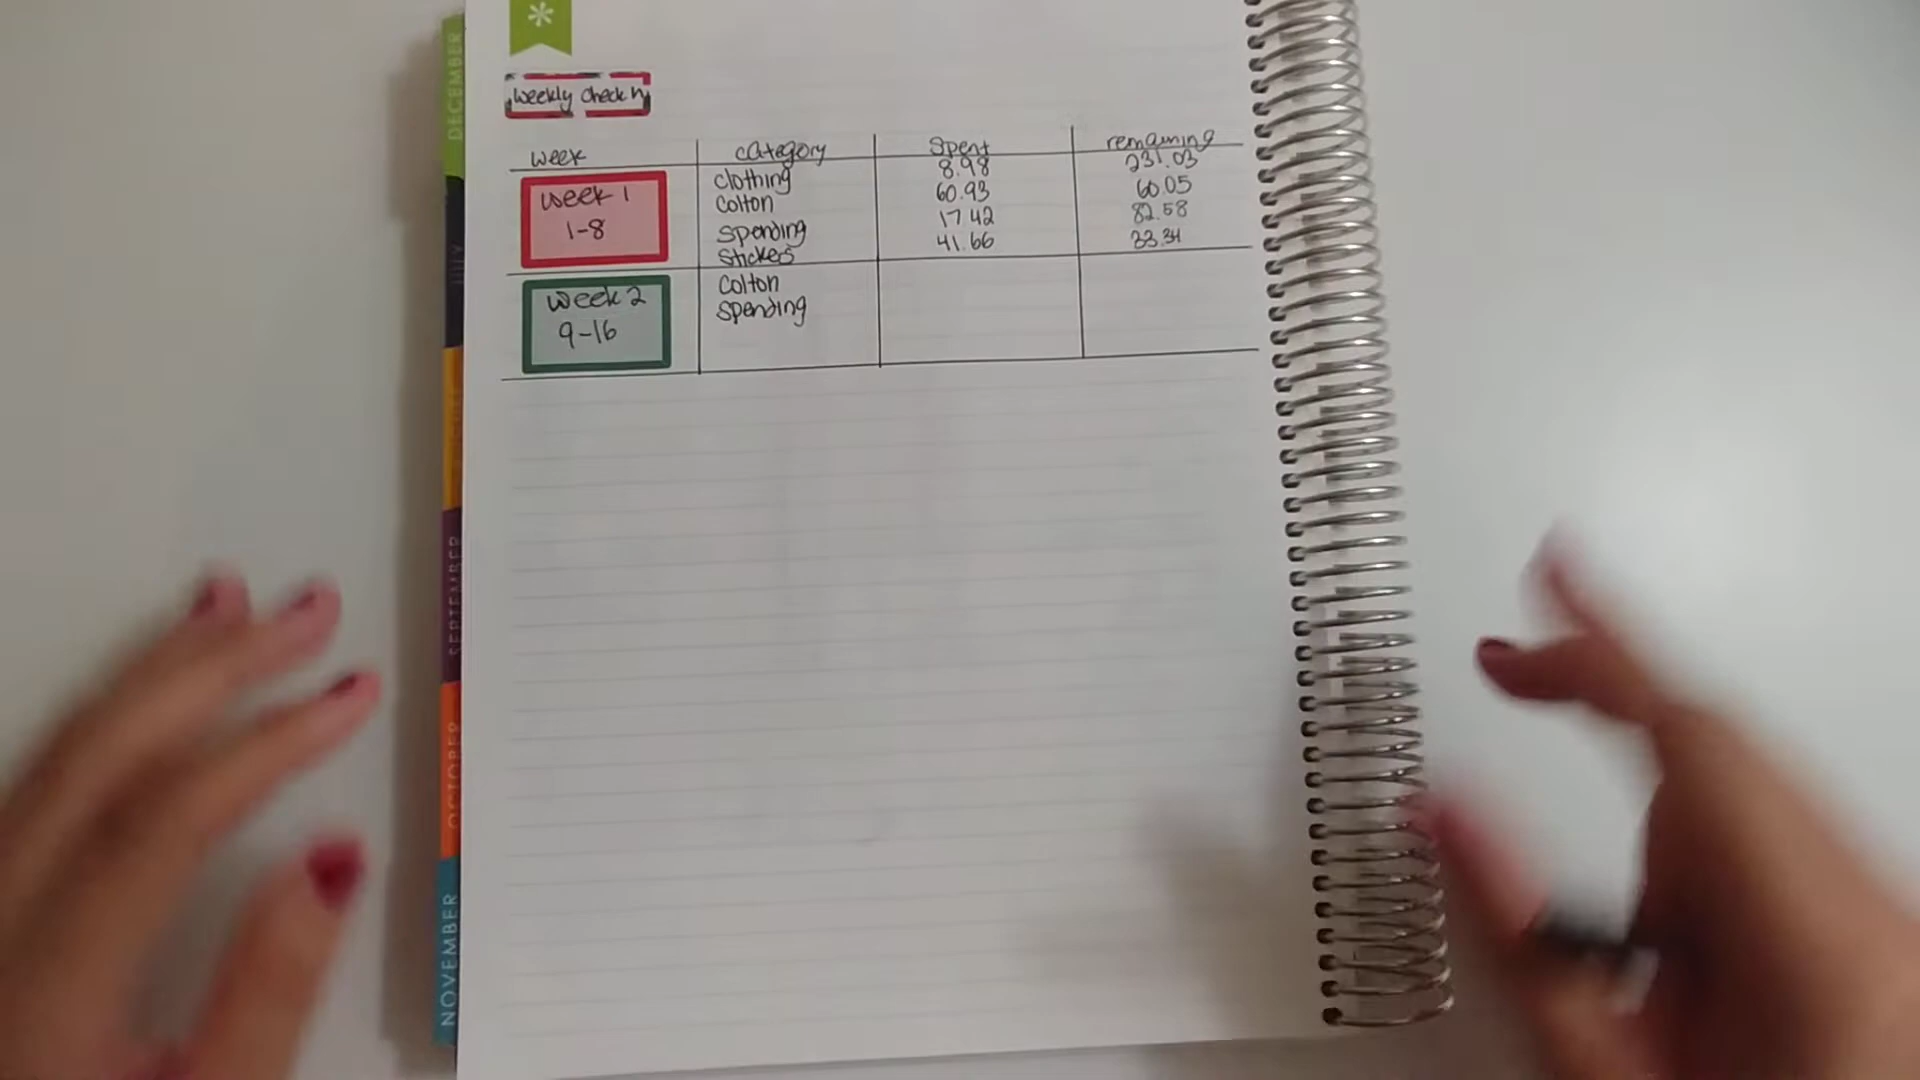 *
Weekly Check In
week category Spent remaining
Week 1
1-8
clothing 8.98 231.03
Colton 60.93 60.05
spending 17.42 82.58
stickers 41.66 33.34
Week 2
9-16
Colton
spending
DECEMBER
JULY
SEPTEMBER
OCTOBER
NOVEMBER